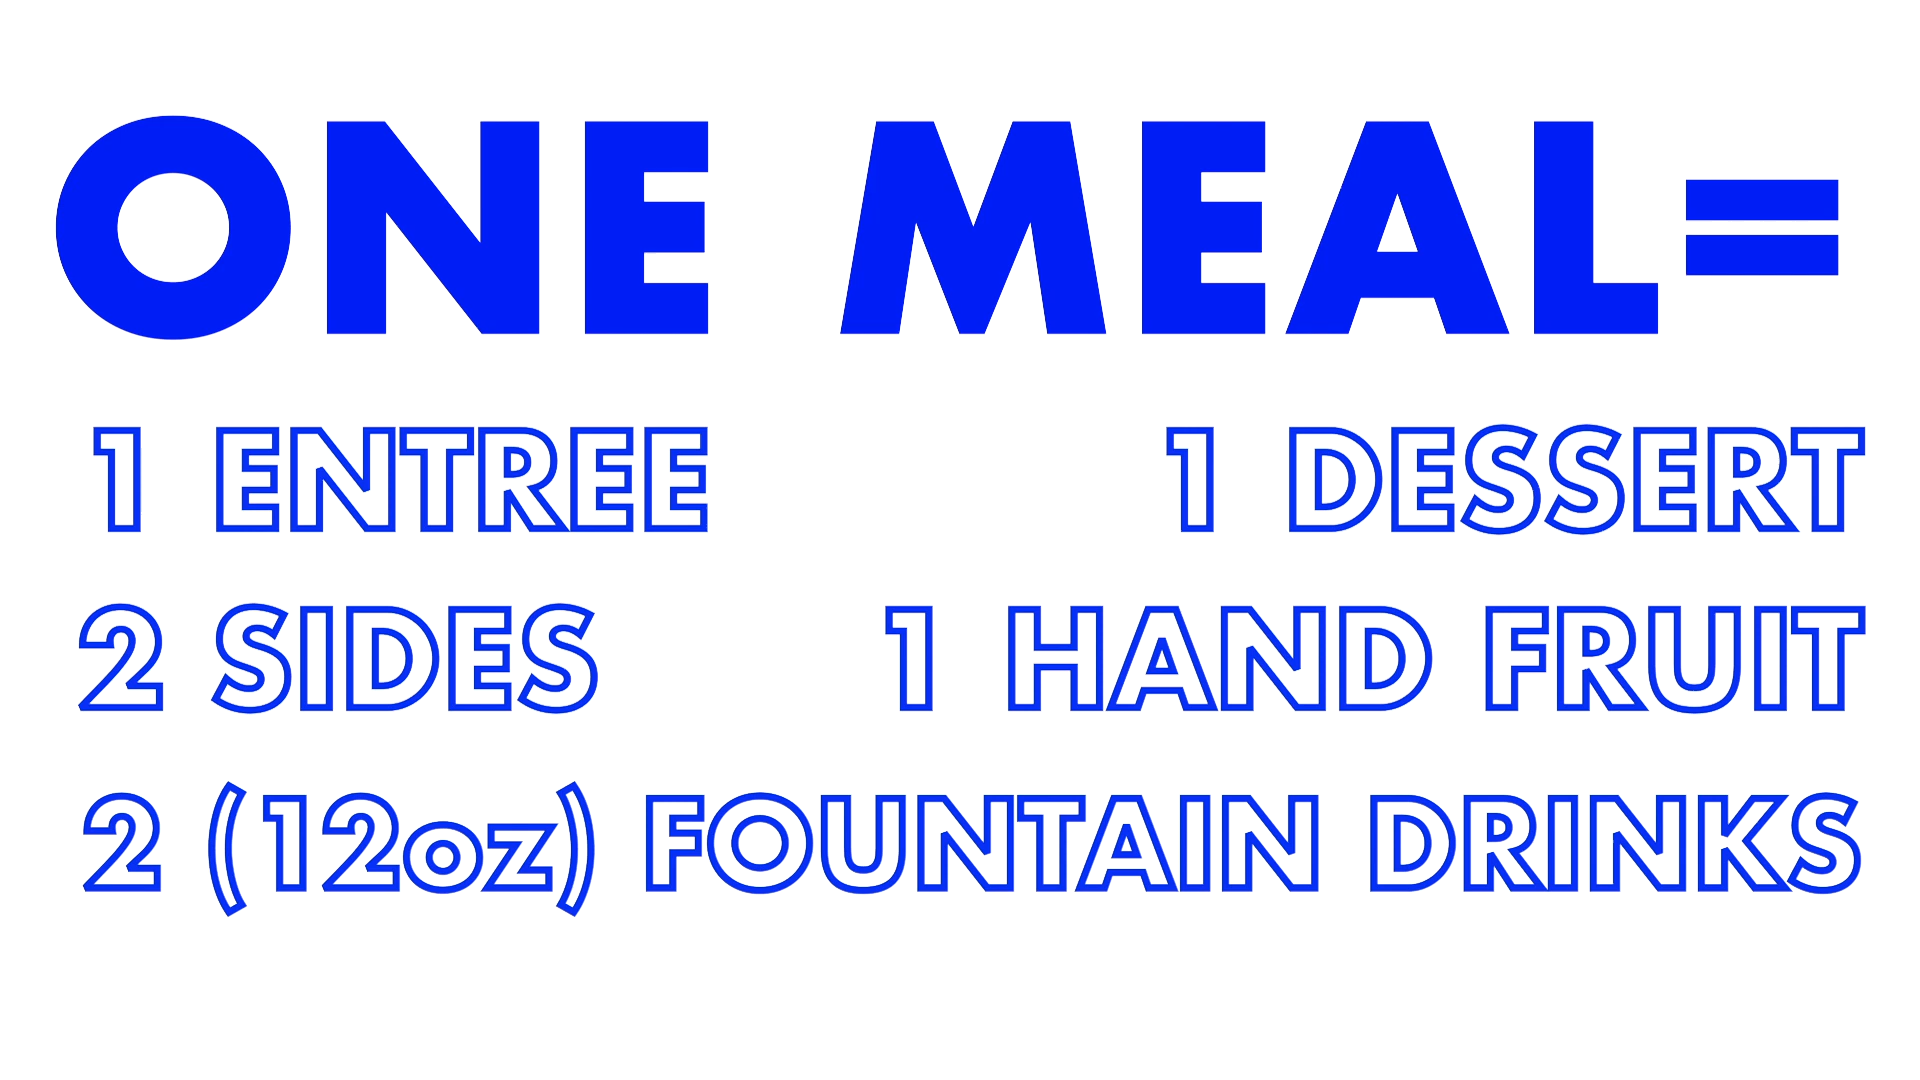 ONE MEAL=
1 ENTREE 1 DESSERT
2 SIDES 1 HAND FRUIT
2 (12oz) FOUNTAIN DRINKS